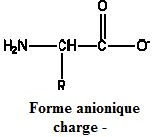 O
H₂N—CH—C—O⁻
R
Forme anionique
charge -